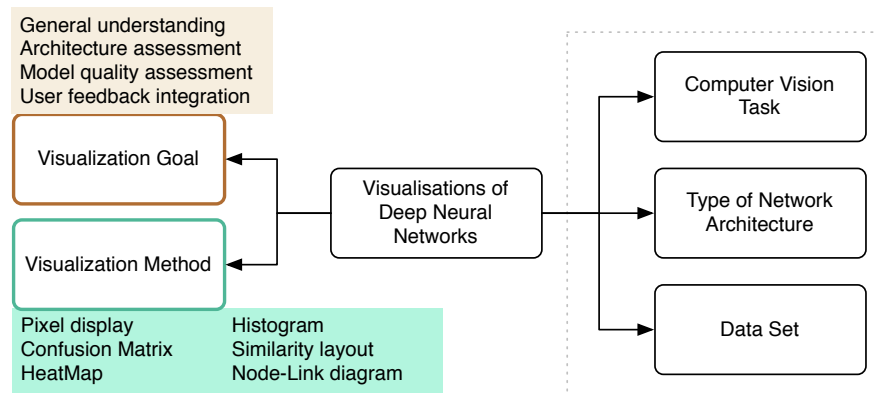 General understanding
Architecture assessment
Model quality assessment
User feedback integration
Visualization Goal
Visualization Method
Pixel display
Confusion Matrix
HeatMap
Histogram
Similarity layout
Node-Link diagram
Visualisations of
Deep Neural
Networks
Computer Vision
Task
Type of Network
Architecture
Data Set